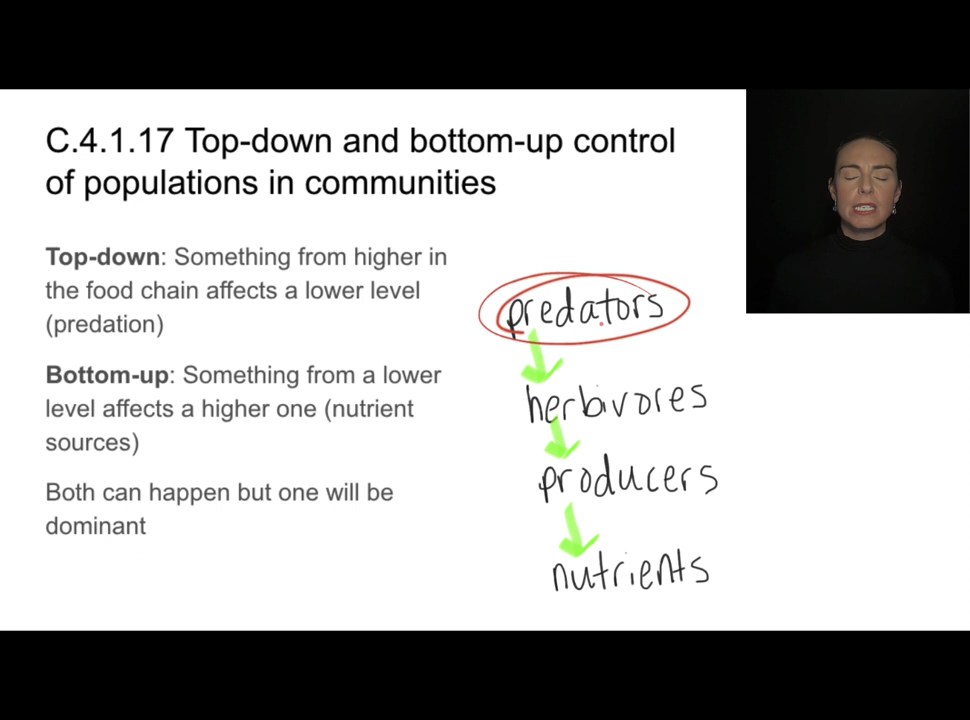 C.4.1.17 Top-down and bottom-up control
of populations in communities
Top-down: Something from higher in
the food chain affects a lower level
(predation)
Bottom-up: Something from a lower
level affects a higher one (nutrient
sources)
Both can happen but one will be
dominant
predators
herbivores
producers
nutrients